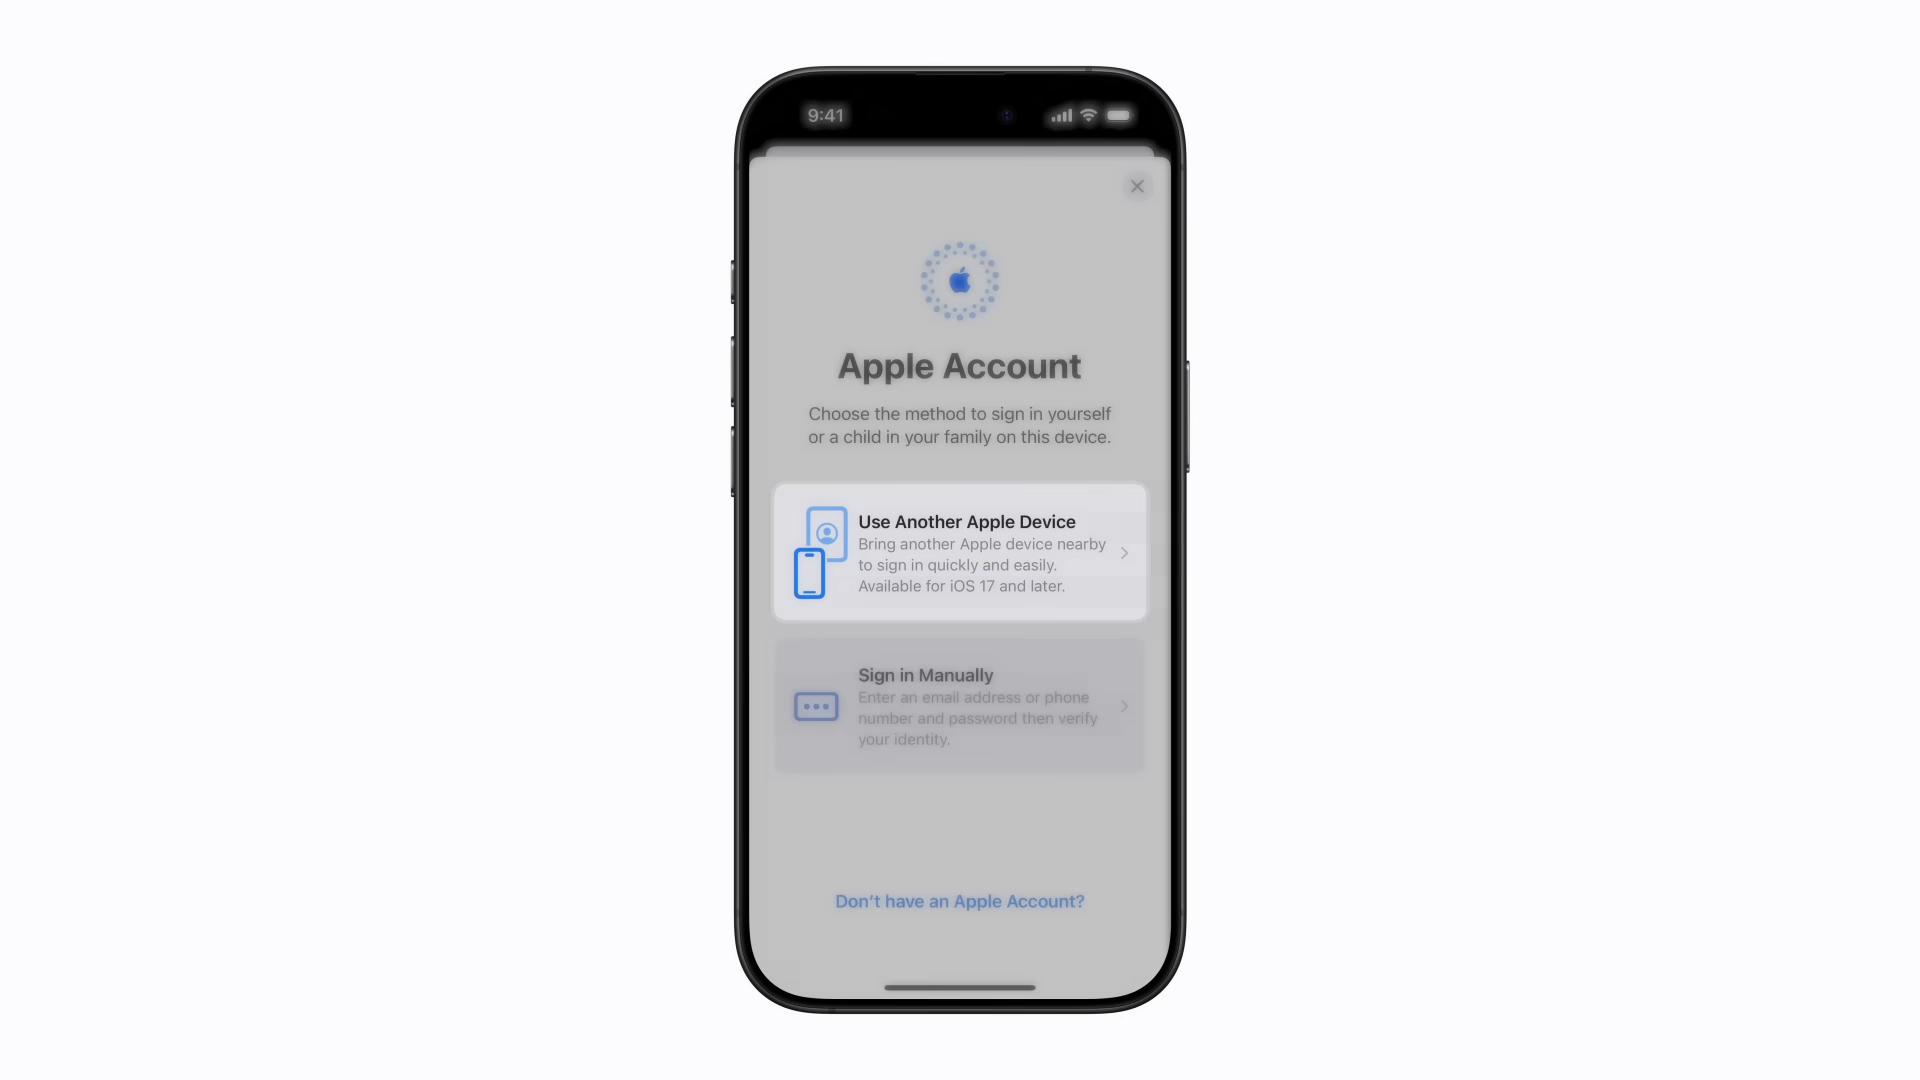 9:41
Apple Account
Choose the method to sign in yourself
or a child in your family on this device.
Use Another Apple Device
Bring another Apple device nearby
to sign in quickly and easily.
Available for iOS 17 and later.
Sign in Manually
Enter an email address or phone
number and password then verify
your identity.
Don’t have an Apple Account?